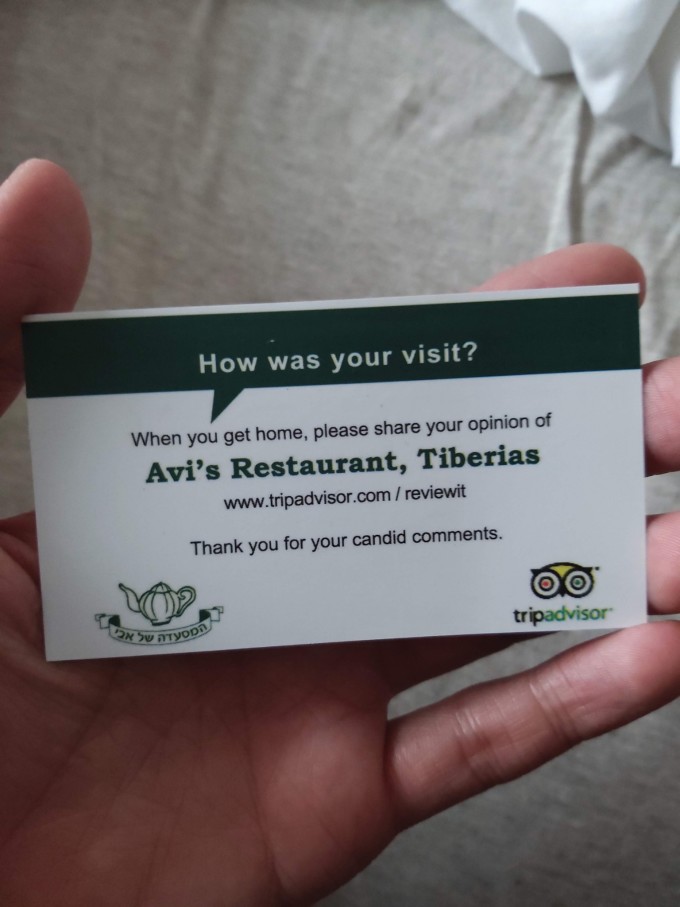 How was your visit?
When you get home, please share your opinion of
Avi's Restaurant, Tiberias
www.tripadvisor.com / reviewit
Thank you for your candid comments.
המסעדה של אבי
tripadvisor